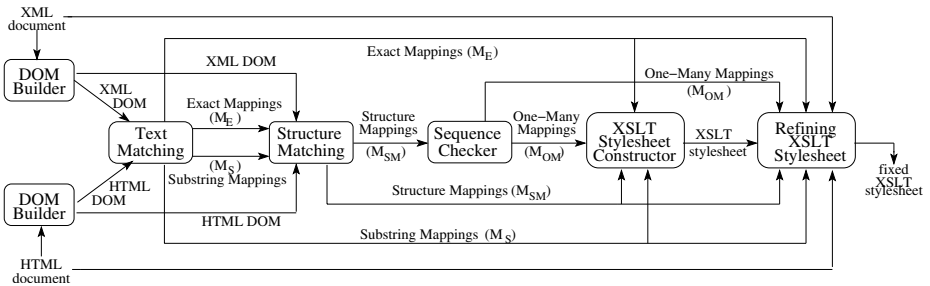 XML
document
DOM
Builder
XML
DOM
XML DOM
Exact Mappings (M_E)
One−Many Mappings
(M_OM)
Exact Mappings
(M_E)
Text
Matching
(M_S)
Substring Mappings
Structure
Matching
Structure
Mappings
(M_SM)
Sequence
Checker
One−Many
Mappings
(M_OM)
XSLT
Stylesheet
Constructor
XSLT
stylesheet
Refining
XSLT
Stylesheet
fixed
XSLT
stylesheet
HTML
DOM
DOM
Builder
HTML DOM
Structure Mappings (M_SM)
Substring Mappings (M_S)
HTML
document